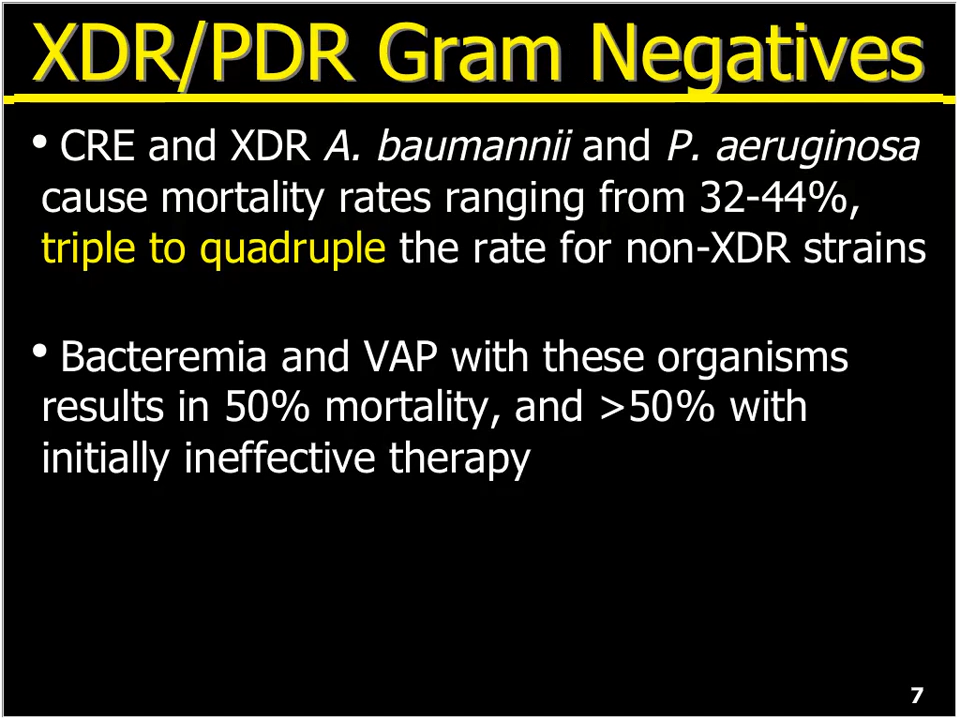 XDR/PDR Gram Negatives
•CRE and XDR A. baumannii and P. aeruginosa
cause mortality rates ranging from 32-44%,
triple to quadruple the rate for non-XDR strains
•Bacteremia and VAP with these organisms
results in 50% mortality, and >50% with
initially ineffective therapy
7